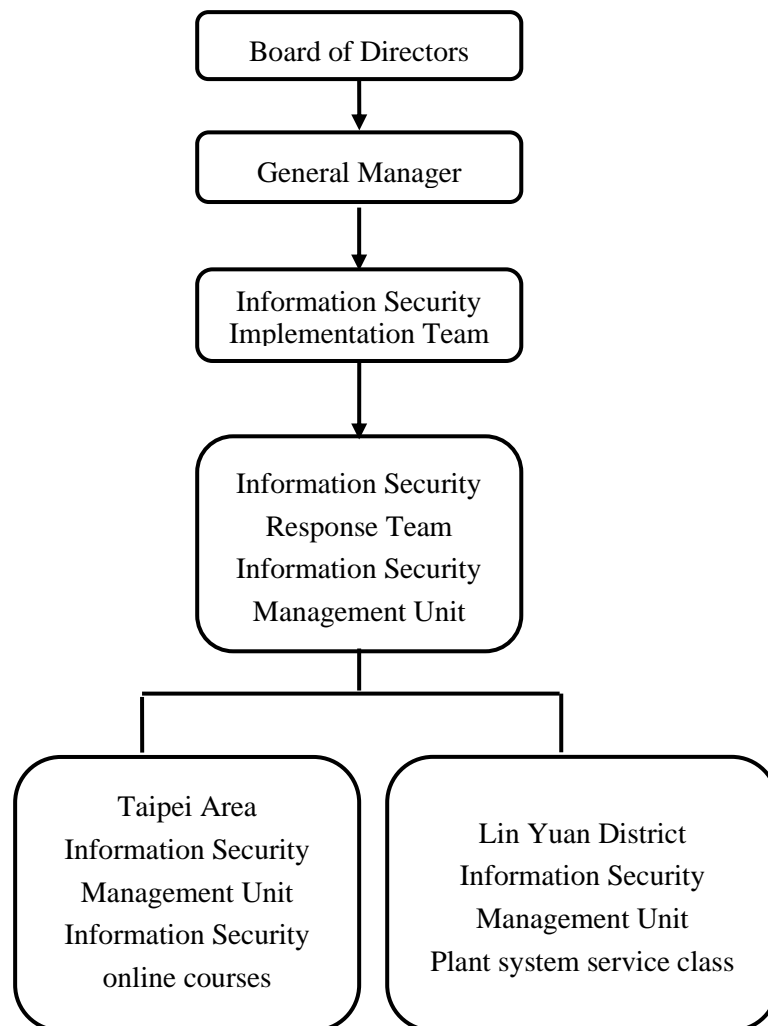 Board of Directors
General Manager
Information Security
Implementation Team
Information Security
Response Team
Information Security
Management Unit
Taipei Area
Information Security
Management Unit
Information Security
online courses
Lin Yuan District
Information Security
Management Unit
Plant system service class